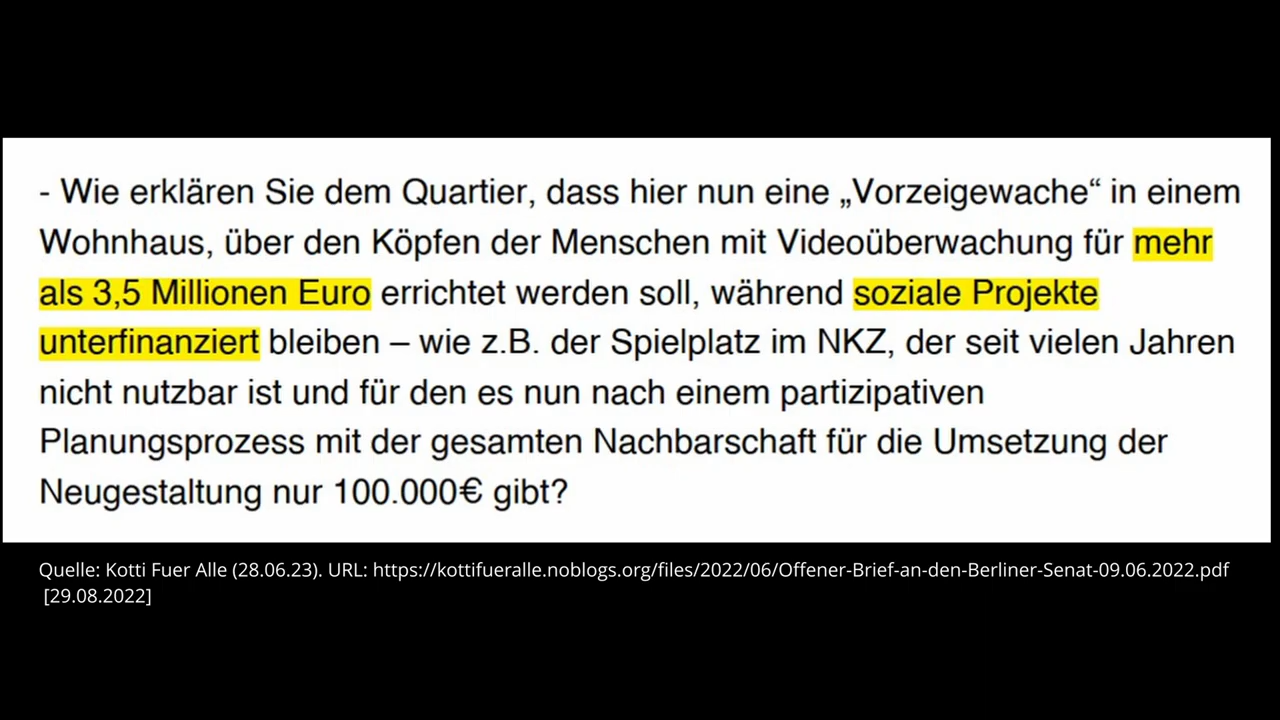 - Wie erklären Sie dem Quartier, dass hier nun eine „Vorzeigewache“ in einem
Wohnhaus, über den Köpfen der Menschen mit Videoüberwachung für mehr
als 3,5 Millionen Euro errichtet werden soll, während soziale Projekte
unterfinanziert bleiben – wie z.B. der Spielplatz im NKZ, der seit vielen Jahren
nicht nutzbar ist und für den es nun nach einem partizipativen
Planungsprozess mit der gesamten Nachbarschaft für die Umsetzung der
Neugestaltung nur 100.000€ gibt?
Quelle: Kotti Fuer Alle (28.06.23). URL: https://kottifueralle.noblogs.org/files/2022/06/Offener-Brief-an-den-Berliner-Senat-09.06.2022.pdf
[29.08.2022]